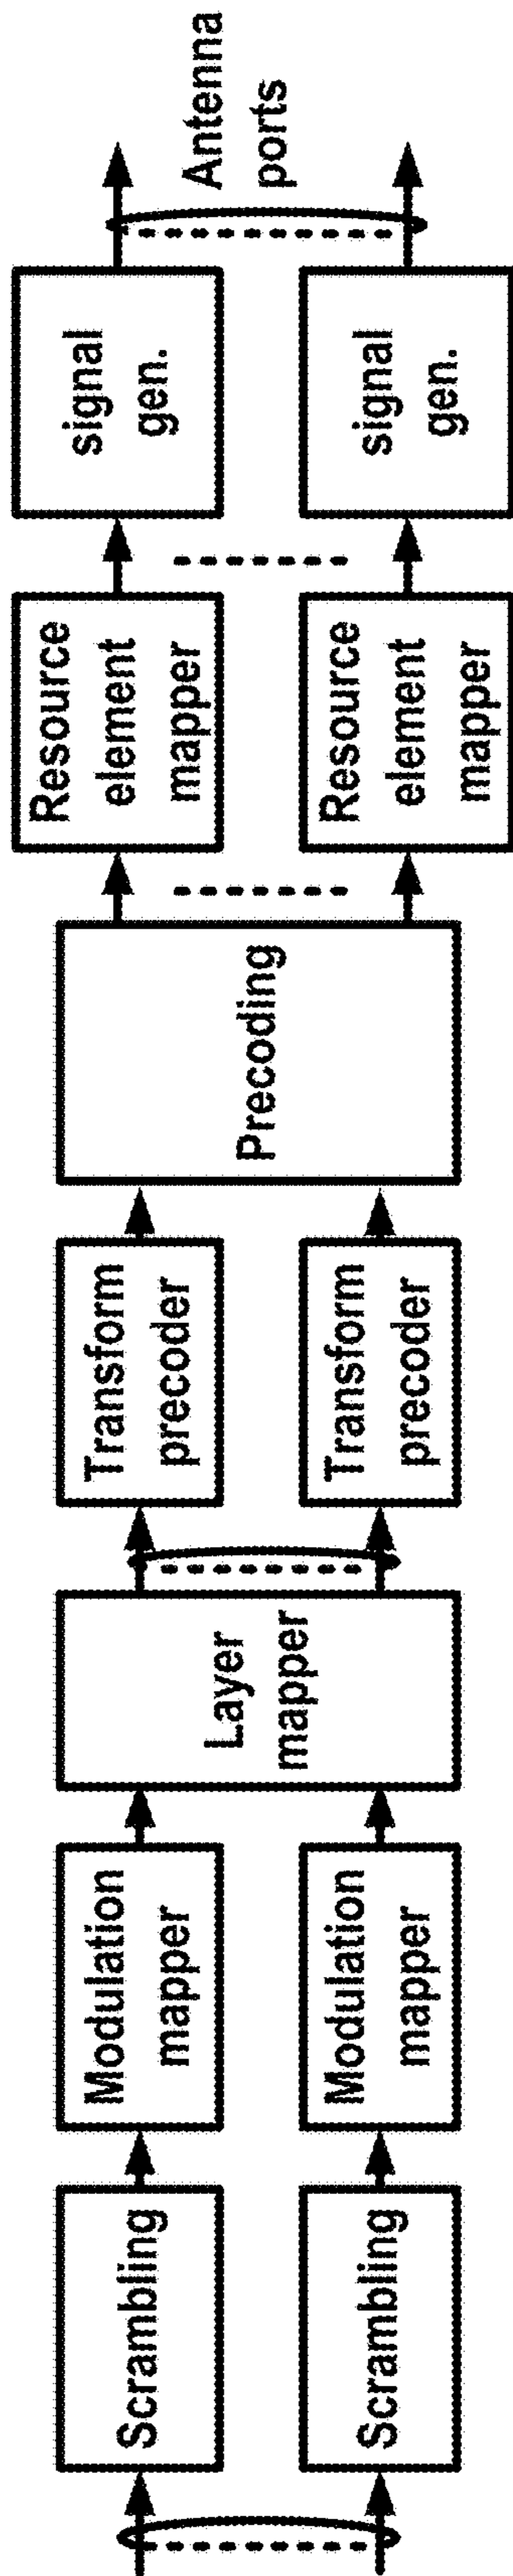 Scrambling
Scrambling
Modulation
mapper
Modulation
mapper
Layer
mapper
Transform
precoder
Transform
precoder
Precoding
Resource
element
mapper
Resource
element
mapper
signal
gen.
signal
gen.
Antenna
ports